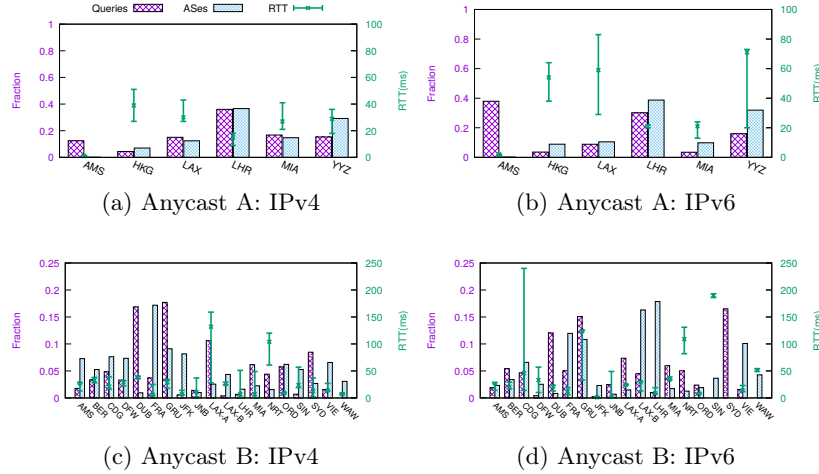 Queries ASes RTT
Fraction
1
0.8
0.6
0.4
0.2
0
AMS HKG LAX LHR MIA YYZ
100
80
60
40
20
0
RTT(ms)
(a) Anycast A: IPv4
Fraction
1
0.8
0.6
0.4
0.2
0
AMS HKG LAX LHR MIA YYZ
100
80
60
40
20
0
RTT(ms)
(b) Anycast A: IPv6
Fraction
0.25
0.2
0.15
0.1
0.05
0
AMS BER CDG DFW DUB FRA GRU JFK JNB LAX-A LAX-B LHR MIA NRT ORD SIN SYD VIE WAW
250
200
150
100
50
0
RTT(ms)
(c) Anycast B: IPv4
Fraction
0.25
0.2
0.15
0.1
0.05
0
AMS BER CDG DFW DUB FRA GRU JFK JNB LAX-A LAX-B LHR MIA NRT ORD SIN SYD VIE WAW
250
200
150
100
50
0
RTT(ms)
(d) Anycast B: IPv6